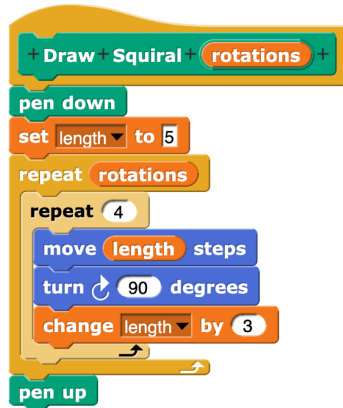 + Draw + Squiral + rotations +
pen down
set length to 5
repeat rotations
repeat 4
move length steps
turn 90 degrees
change length by 3
pen up